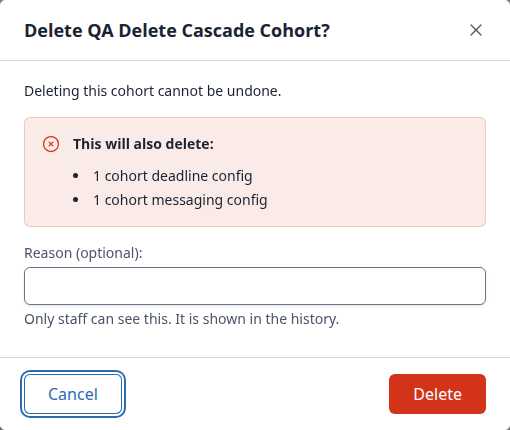 Delete QA Delete Cascade Cohort?
Deleting this cohort cannot be undone.
This will also delete:
• 1 cohort deadline config
• 1 cohort messaging config
Reason (optional):
Only staff can see this. It is shown in the history.
Cancel
Delete